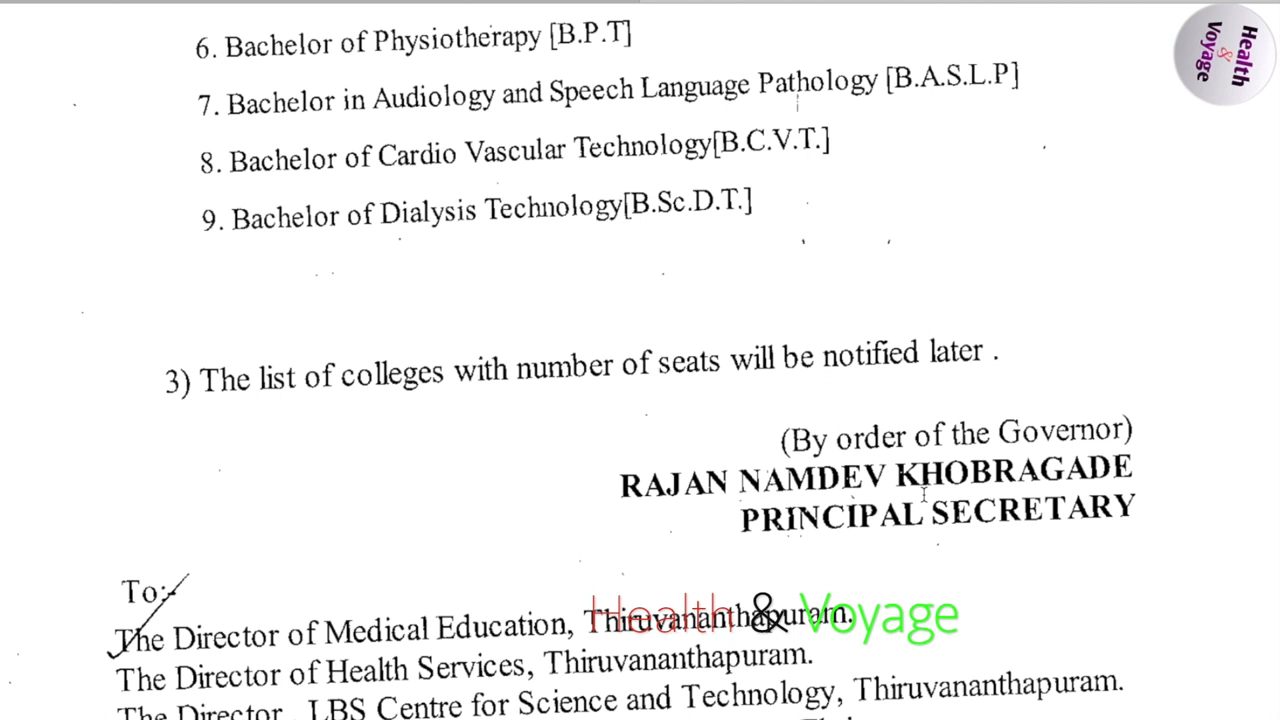 6. Bachelor of Physiotherapy [B.P.T]
Health
&
Voyage
7. Bachelor in Audiology and Speech Language Pathology [B.A.S.L.P]
8. Bachelor of Cardio Vascular Technology[B.C.V.T.]
9. Bachelor of Dialysis Technology[B.Sc.D.T.]
3) The list of colleges with number of seats will be notified later .
(By order of the Governor)
RAJAN NAMDEV KHOBRAGADE
PRINCIPAL SECRETARY
To:-
The Director of Medical Education, Thiruvananthapuram.
Health & Voyage
The Director of Health Services, Thiruvananthapuram.
The Director , LBS Centre for Science and Technology, Thiruvananthapuram.